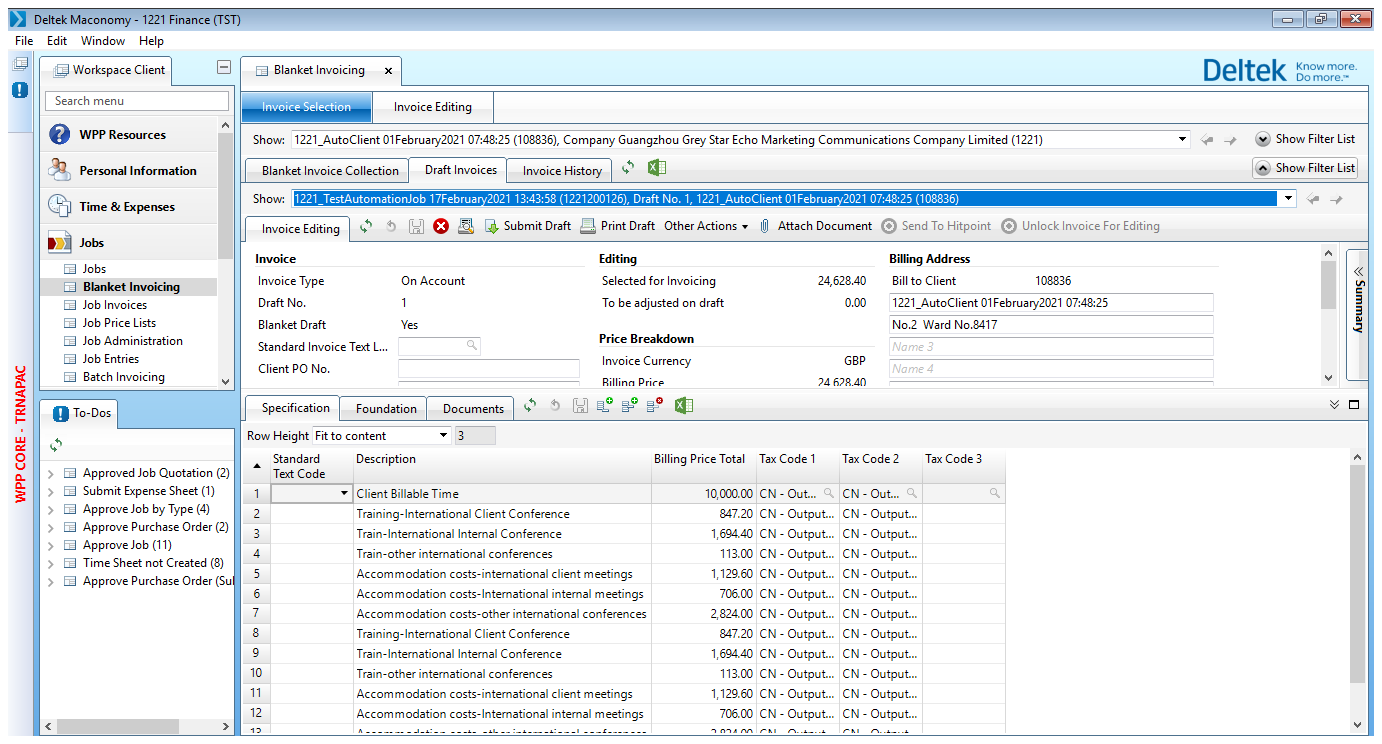 Deltek Maconomy - 1221 Finance (TST)
File Edit Window Help
WPP CORE - TRNAPAC
Workspace Client
Search menu
WPP Resources
Personal Information
Time & Expenses
Jobs
Jobs
Blanket Invoicing
Job Invoices
Job Price Lists
Job Administration
Job Entries
Batch Invoicing
To-Dos
Approved Job Quotation (2)
Submit Expense Sheet (1)
Approve Job by Type (4)
Approve Purchase Order (2)
Approve Job (11)
Time Sheet not Created (8)
Approve Purchase Order (Su
Blanket Invoicing
Deltek Know more. Do more.™
Invoice Selection Invoice Editing
Show: 1221_AutoClient 01February2021 07:48:25 (108836), Company Guangzhou Grey Star Echo Marketing Communications Company Limited (1221) Show Filter List
Blanket Invoice Collection Draft Invoices Invoice History Show Filter List
Show: 1221_TestAutomationJob 17February2021 13:43:58 (1221200126), Draft No. 1, 1221_AutoClient 01February2021 07:48:25 (108836)
Invoice Editing Submit Draft Print Draft Other Actions Attach Document Send To Hitpoint Unlock Invoice For Editing
Invoice Editing Billing Address
Invoice Type On Account Selected for Invoicing 24,628.40 Bill to Client 108836
Draft No. 1 To be adjusted on draft 0.00 1221_AutoClient 01February2021 07:48:25
Blanket Draft Yes No.2 Ward No.8417
Standard Invoice Text L... Price Breakdown Name 3
Client PO No. Invoice Currency GBP Name 4
Billing Price 24,628.40
Summary
Specification Foundation Documents
Row Height Fit to content 3
Standard Text Code Description Billing Price Total Tax Code 1 Tax Code 2 Tax Code 3
1 Client Billable Time 10,000.00 CN - Out... CN - Out...
2 Training-International Client Conference 847.20 CN - Output... CN - Output...
3 Train-International Internal Conference 1,694.40 CN - Output... CN - Output...
4 Train-other international conferences 113.00 CN - Output... CN - Output...
5 Accommodation costs-international client meetings 1,129.60 CN - Output... CN - Output...
6 Accommodation costs-International internal meetings 706.00 CN - Output... CN - Output...
7 Accommodation costs-other international conferences 2,824.00 CN - Output... CN - Output...
8 Training-International Client Conference 847.20 CN - Output... CN - Output...
9 Train-International Internal Conference 1,694.40 CN - Output... CN - Output...
10 Train-other international conferences 113.00 CN - Output... CN - Output...
11 Accommodation costs-international client meetings 1,129.60 CN - Output... CN - Output...
12 Accommodation costs-International internal meetings 706.00 CN - Output... CN - Output...
13 Accommodation costs-other international conferences 2,824.00 CN - Output... CN - Output...